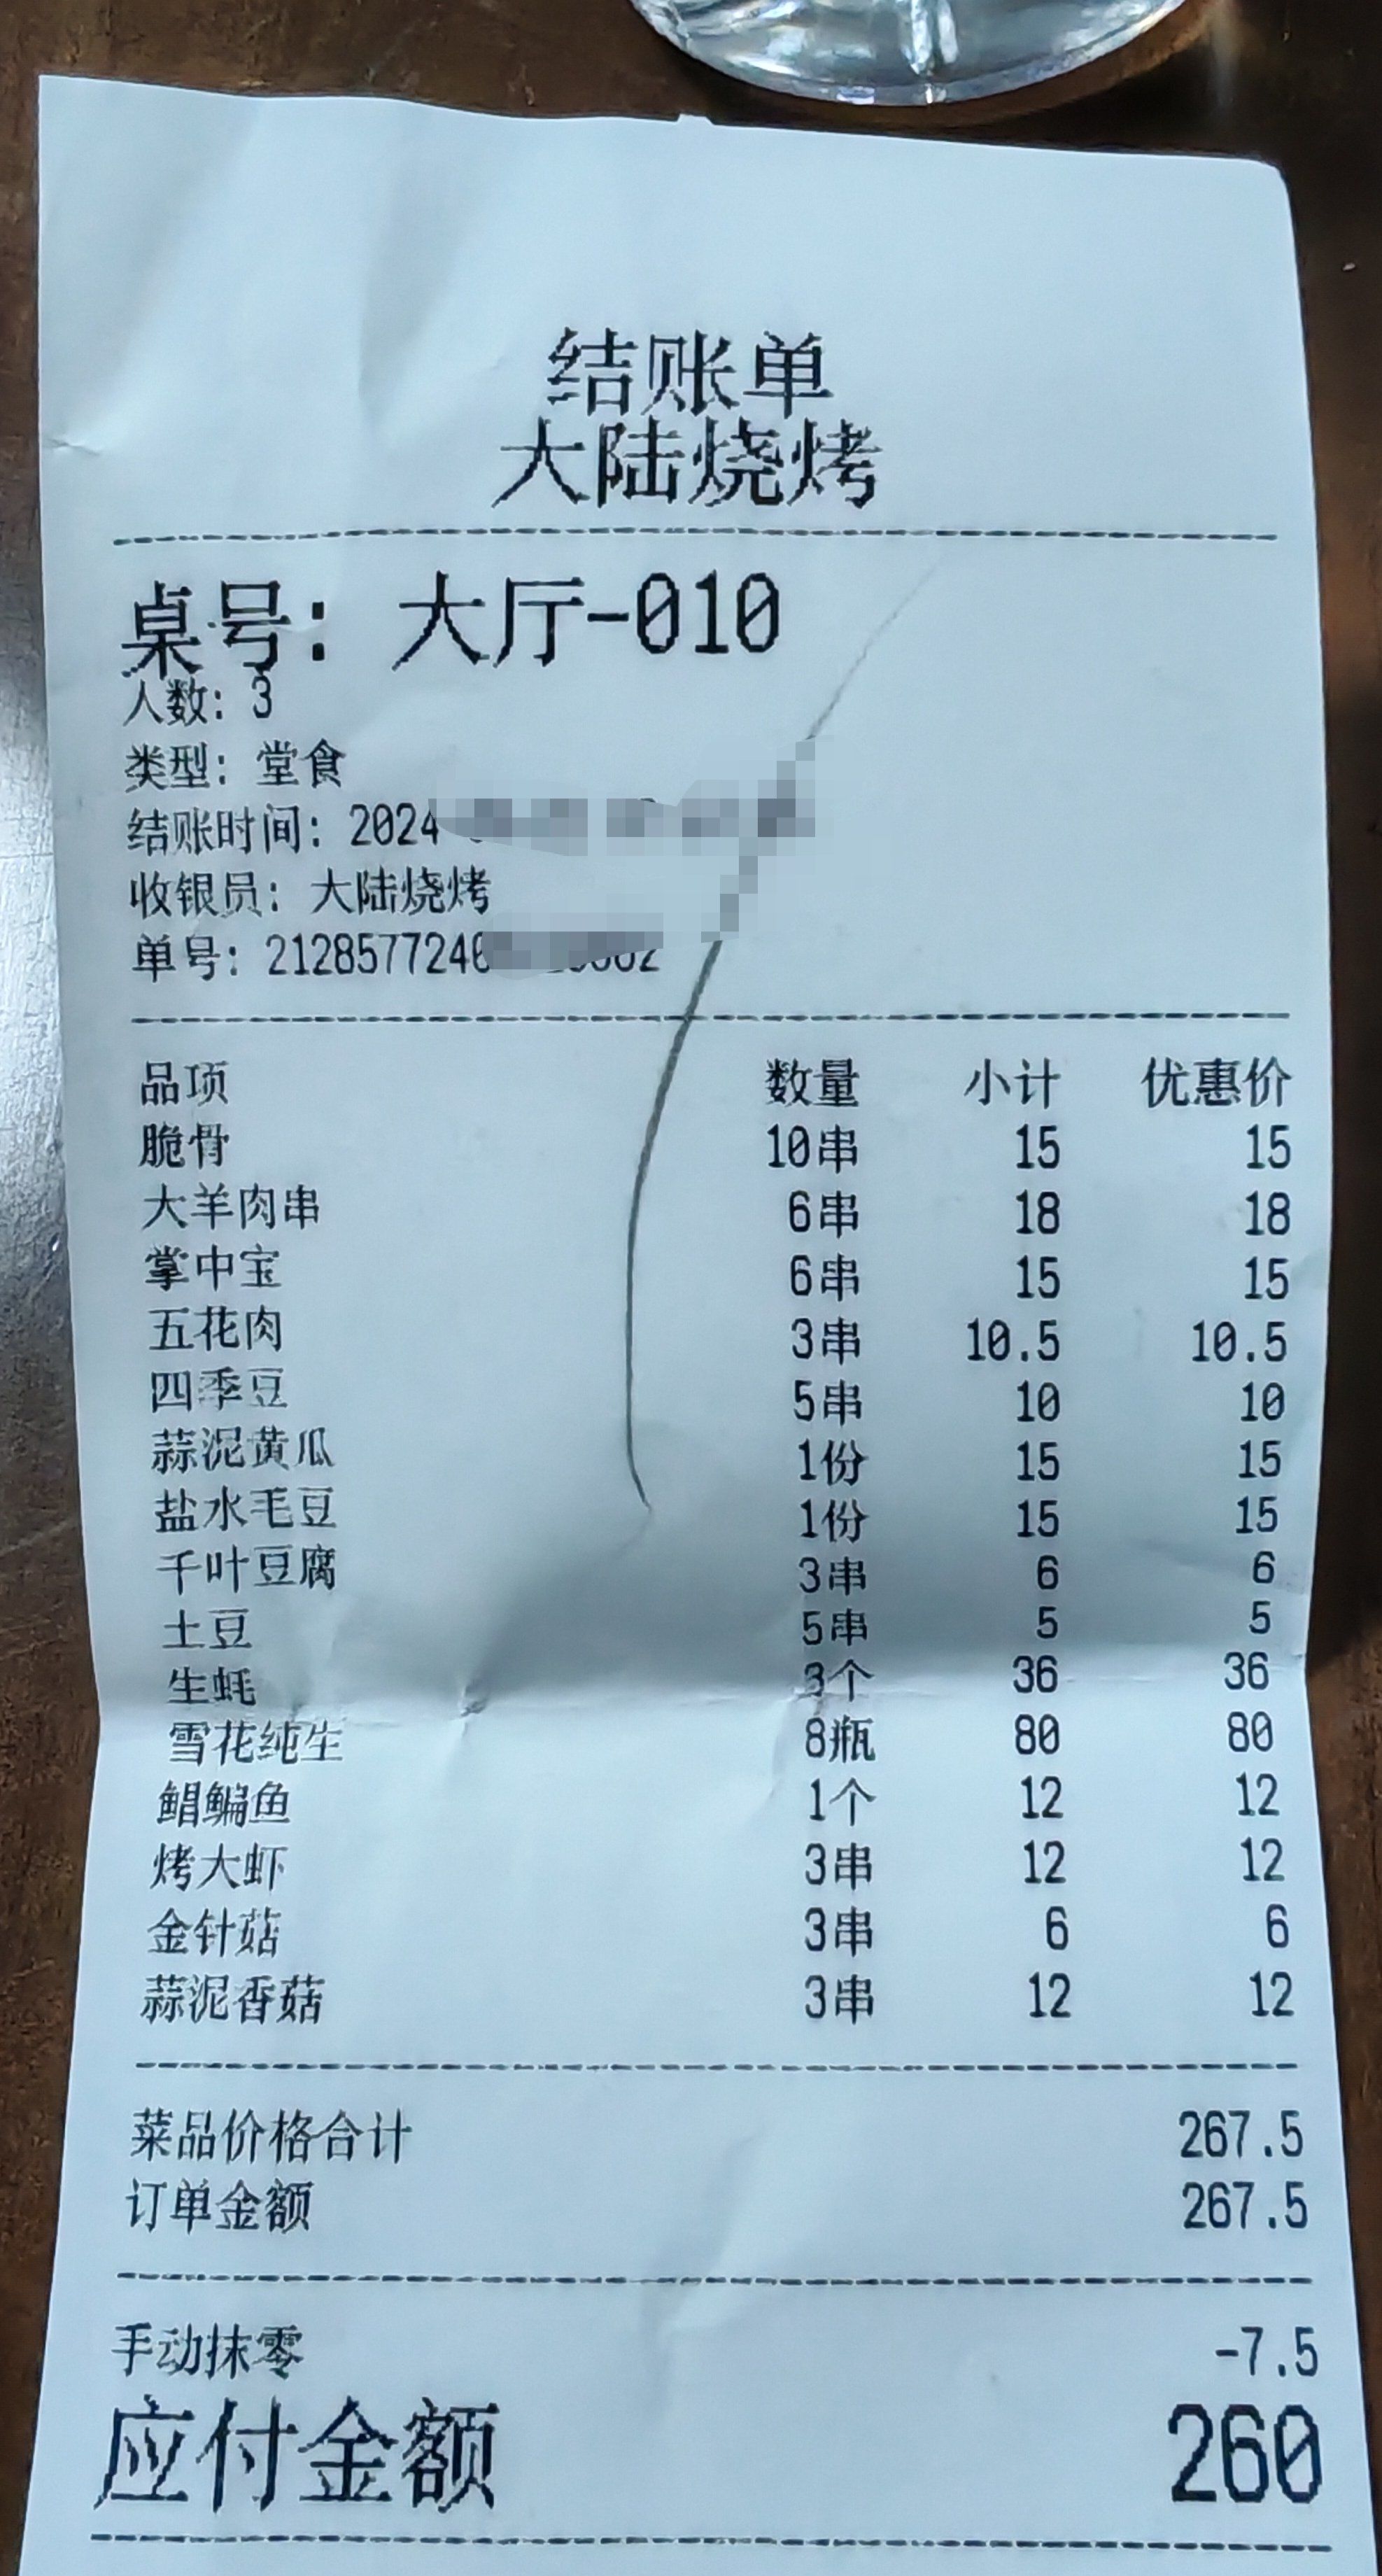 结账单
大陆烧烤
桌号: 大厅-010
人数: 3
类型: 堂食
结账时间: 2024
收银员: 大陆烧烤
单号: 2128577240
品项 数量 小计 优惠价
脆骨 10串 15 15
大羊肉串 6串 18 18
掌中宝 6串 15 15
五花肉 3串 10.5 10.5
四季豆 5串 10 10
蒜泥黄瓜 1份 15 15
盐水毛豆 1份 15 15
千叶豆腐 3串 6 6
土豆 5串 5 5
生蚝 3个 36 36
雪花纯生 8瓶 80 80
鲳鳊鱼 1个 12 12
烤大虾 3串 12 12
金针菇 3串 6 6
蒜泥香菇 3串 12 12
菜品价格合计 267.5
订单金额 267.5
手动抹零 -7.5
应付金额 260